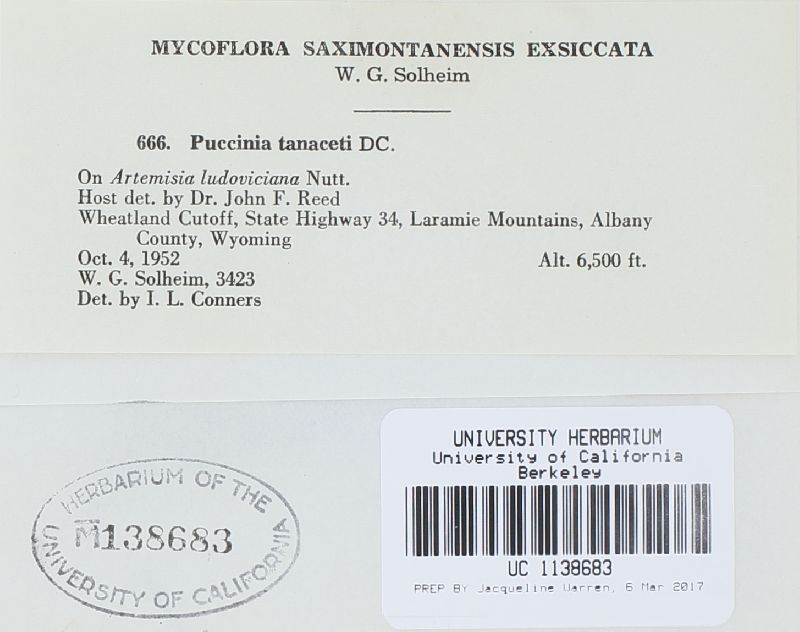 MYCOFLORA SAXIMONTANENSIS EXSICCATA
W. G. Solheim
666. Puccinia tanaceti DC.
On Artemisia ludoviciana Nutt.
Host det. by Dr. John F. Reed
Wheatland Cutoff, State Highway 34, Laramie Mountains, Albany
County, Wyoming
Oct. 4, 1952 Alt. 6,500 ft.
W. G. Solheim, 3423
Det. by I. L. Conners
HERBARIUM OF THE
M138683
UNIVERSITY OF CALIFORNIA
UNIVERSITY HERBARIUM
University of California
Berkeley
UC 1138683
PREP BY Jacqueline Warren, 6 Mar 2017